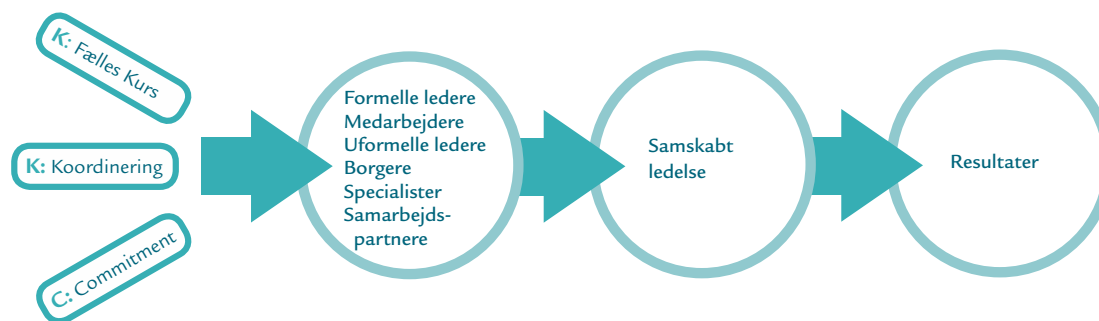 K: Fælles Kurs
K: Koordinering
C: Commitment
Formelle ledere
Medarbejdere
Uformelle ledere
Borgere
Specialister
Samarbejds-
partnere
Samskabt
ledelse
Resultater